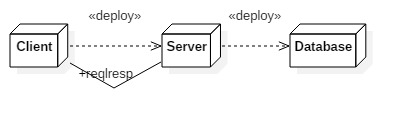 «deploy» «deploy»
Client Server Database
+reqlresp